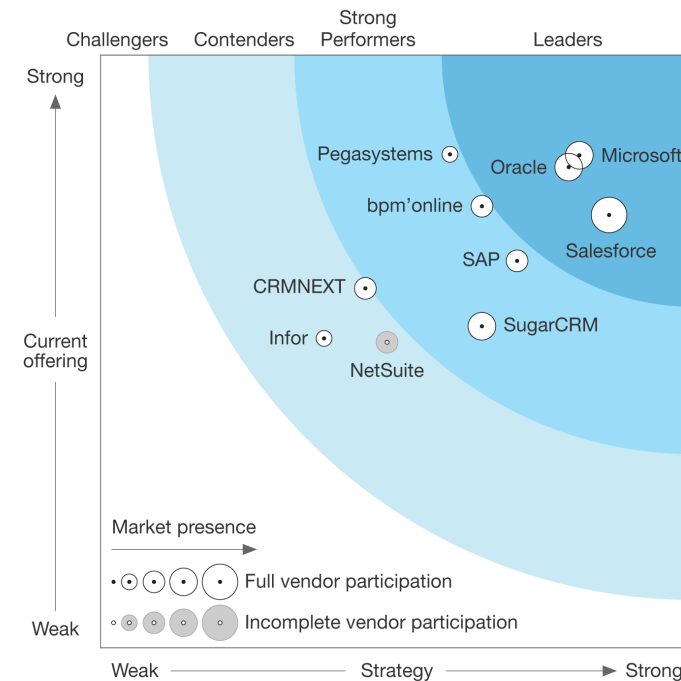 Strong
Challengers Contenders Performers Leaders
Strong
Pegasystems
Microsoft
Oracle
bpm’online
Salesforce
SAP
CRMNEXT
SugarCRM
Infor
Current
offering
NetSuite
Market presence
Full vendor participation
Incomplete vendor participation
Weak
Weak Strategy Strong